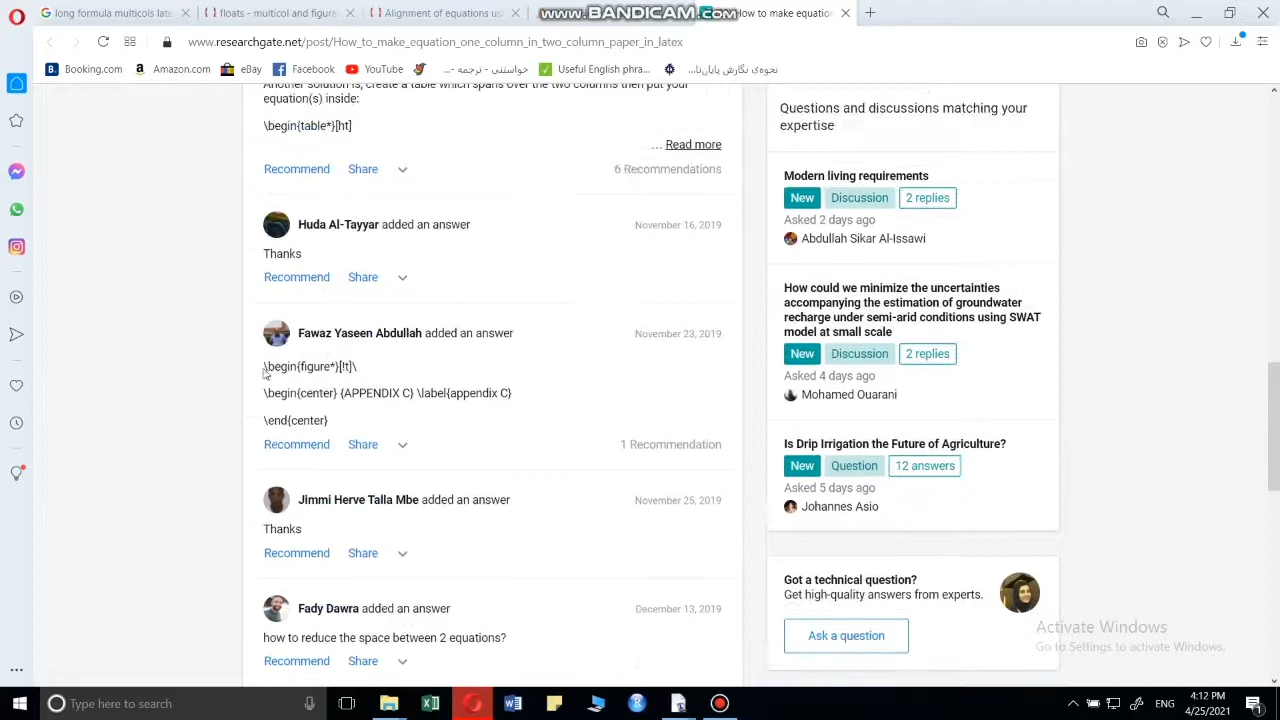 long formula multicols late
floats - multicol and formula
Alignment of equations usi
How to make equation
www.BANDICAM.com
www.researchgate.net/post/How_to_make_equation_one_column_in_two_column_paper_in_latex
Booking.com
Amazon.com
eBay
Facebook
YouTube
خواستنی - ترجمه -...
Useful English phra...
نحوه‌ی نگارش پایان‌نا...
Another solution is, create a table which spans over the two columns then put your
equation(s) inside:
\begin{table*}[ht]
... Read more
Recommend Share 6 Recommendations
Huda Al-Tayyar added an answer November 16, 2019
Thanks
Recommend Share
Fawaz Yaseen Abdullah added an answer November 23, 2019
\begin{figure*}[!t]\
\begin{center} {APPENDIX C} \label{appendix C}
\end{center}
Recommend Share 1 Recommendation
Jimmi Herve Talla Mbe added an answer November 25, 2019
Thanks
Recommend Share
Fady Dawra added an answer December 13, 2019
how to reduce the space between 2 equations?
Recommend Share
Questions and discussions matching your
expertise
Modern living requirements
New Discussion 2 replies
Asked 2 days ago
Abdullah Sikar Al-Issawi
How could we minimize the uncertainties
accompanying the estimation of groundwater
recharge under semi-arid conditions using SWAT
model at small scale
New Discussion 2 replies
Asked 4 days ago
Mohamed Ouarani
Is Drip Irrigation the Future of Agriculture?
New Question 12 answers
Asked 5 days ago
Johannes Asio
Got a technical question?
Get high-quality answers from experts.
Ask a question
Activate Windows
Go to Settings to activate Windows.
Type here to search
ENG
4:12 PM
4/25/2021